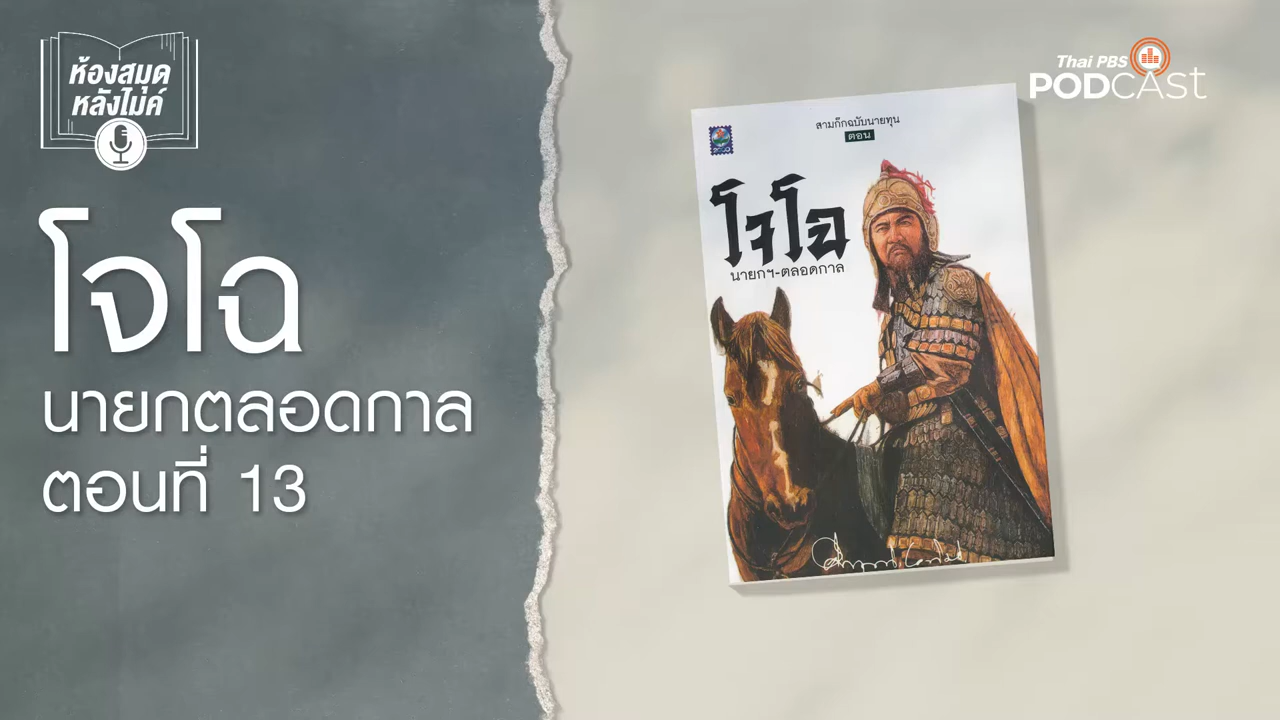 ห้องสมุด
หลังไมค์
โจโฉ
นายกตลอดกาล
ตอนที่ 13
Thai PBS
PODCAST
สามก๊กฉบับนายทุน
ตอน
โจโฉ
นายกฯ-ตลอดกาล